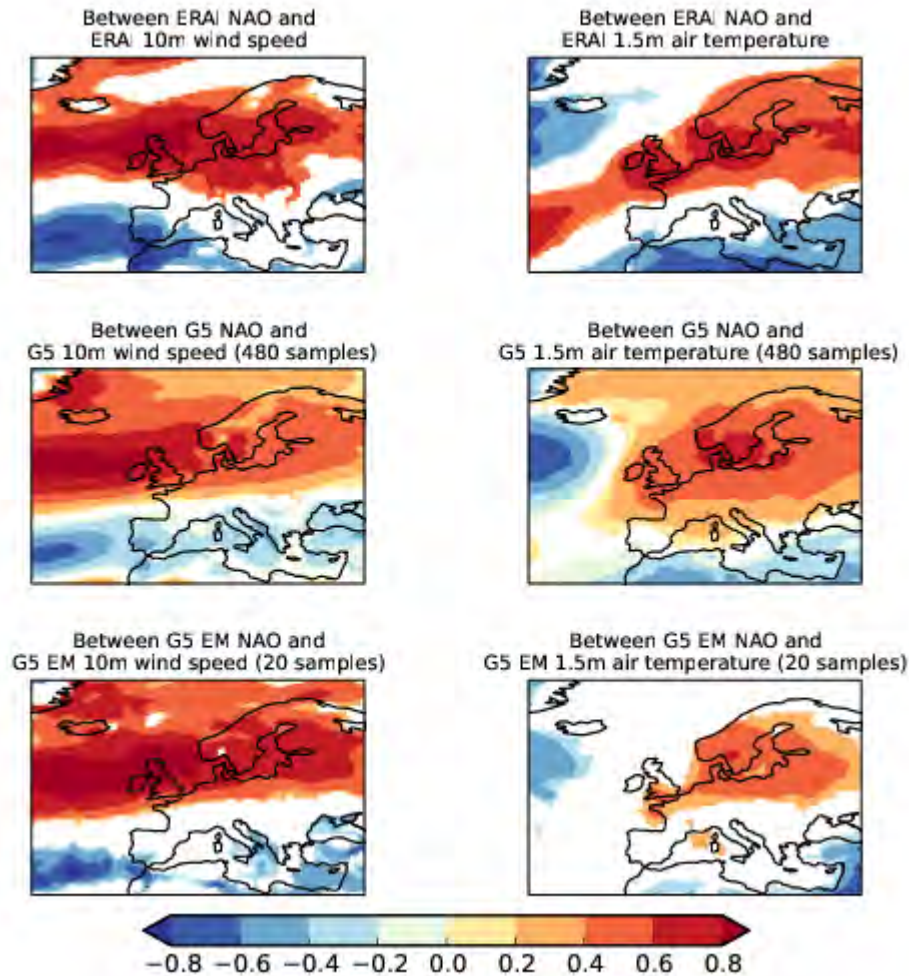 Between ERAI NAO and
ERAI 10m wind speed
Between ERAI NAO and
ERAI 1.5m air temperature
Between G5 NAO and
G5 10m wind speed (480 samples)
Between G5 NAO and
G5 1.5m air temperature (480 samples)
Between G5 EM NAO and
G5 EM 10m wind speed (20 samples)
Between G5 EM NAO and
G5 EM 1.5m air temperature (20 samples)
−0.8 −0.6 −0.4 −0.2 0.0 0.2 0.4 0.6 0.8